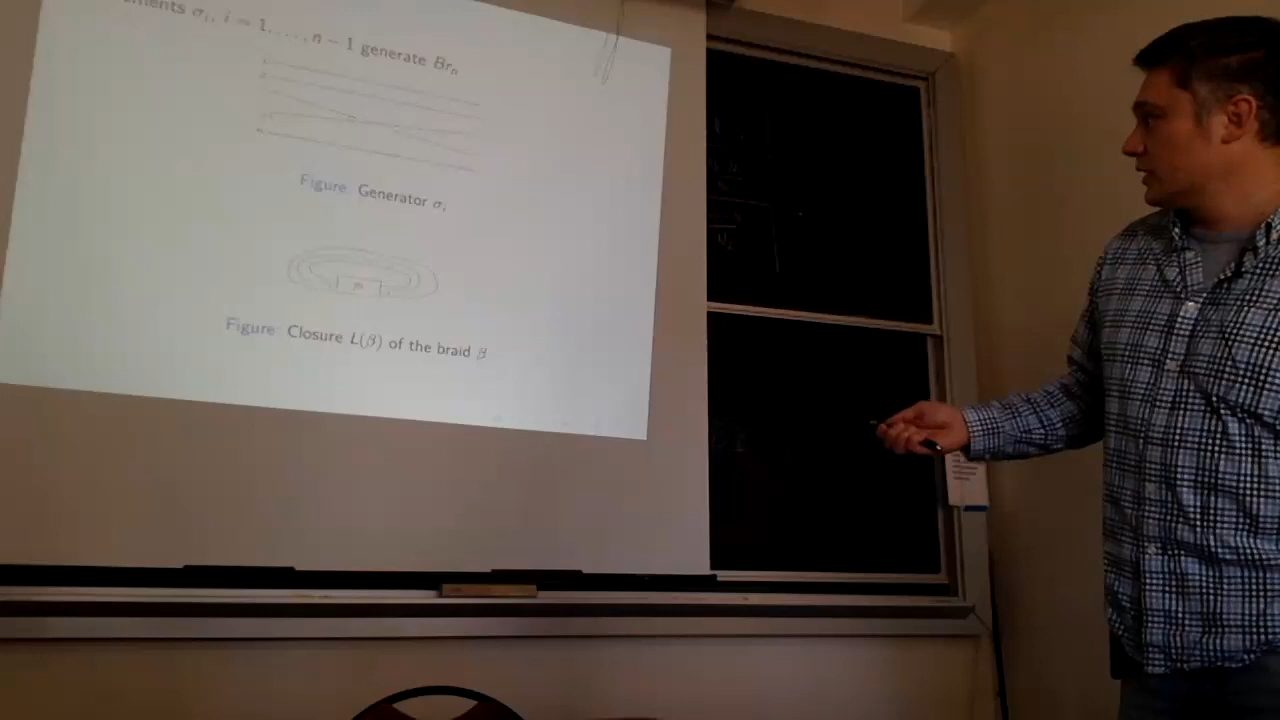 ments σᵢ, i = 1, ..., n − 1 generate Brₙ
Figure: Generator σᵢ
β
Figure: Closure L(β) of the braid β